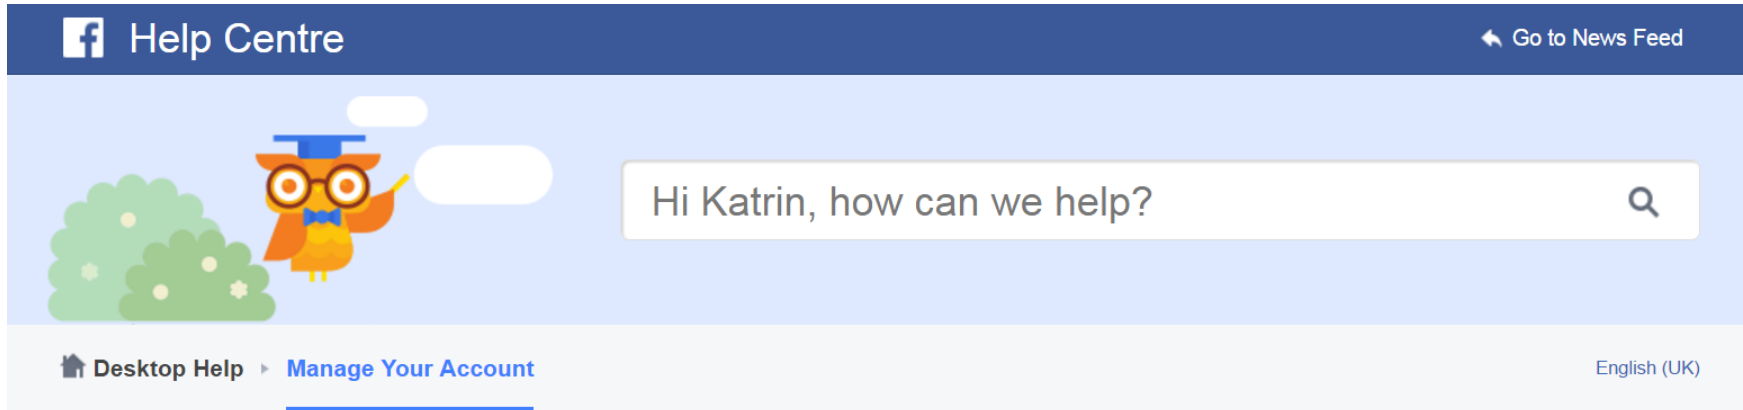 Help Centre
Go to News Feed
Hi Katrin, how can we help?
Desktop Help
Manage Your Account
English (UK)